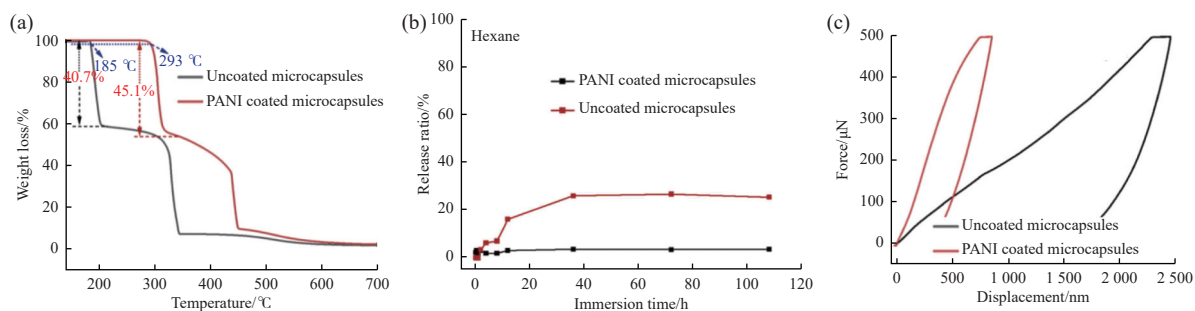 (a)
100
80
60
40
20
0
Weight loss/%
200
300
400
500
600
700
Temperature/℃
185 ℃
293 ℃
40.7%
45.1%
Uncoated microcapsules
PANI coated microcapsules
(b)
Hexane
100
80
60
40
20
0
Release ratio/%
0
20
40
60
80
100
120
Immersion time/h
PANI coated microcapsules
Uncoated microcapsules
(c)
500
400
300
200
100
0
Force/μN
0
500
1 000
1 500
2 000
2 500
Displacement/nm
Uncoated microcapsules
PANI coated microcapsules